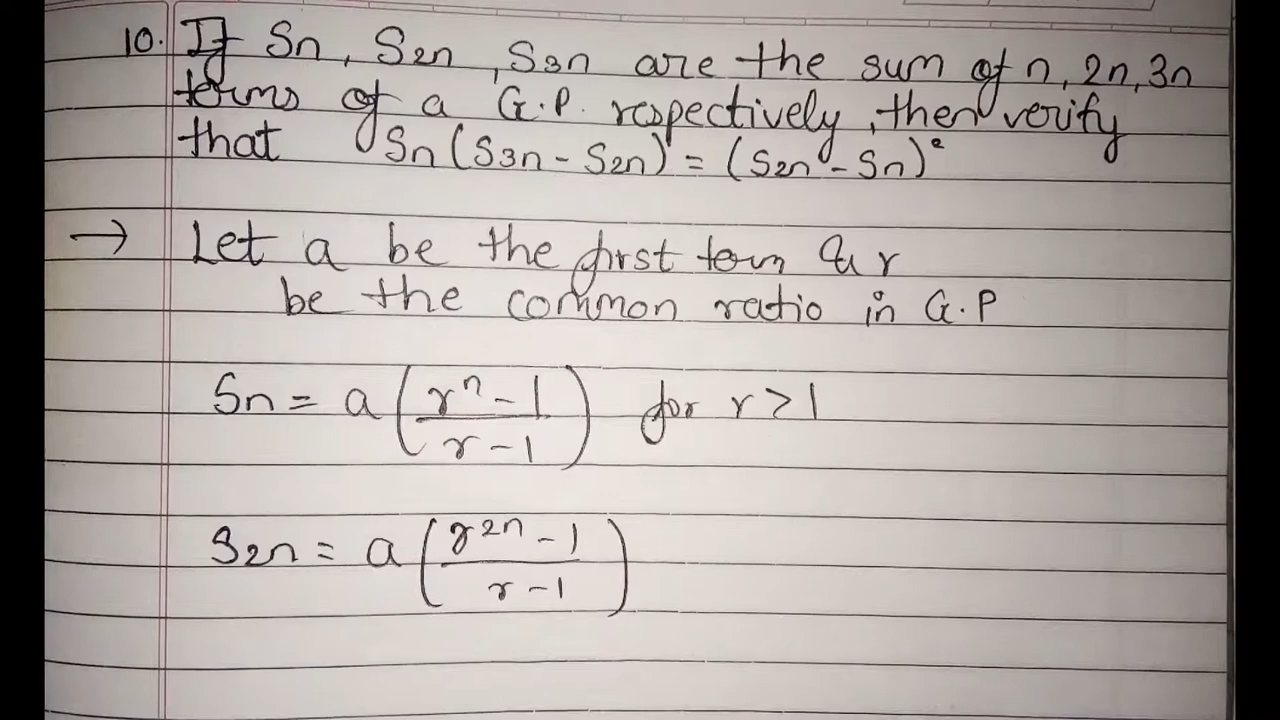 10. If Sn, S2n, S3n are the sum of n, 2n, 3n
terms of a G.P. respectively, then verify
that Sn(S3n - S2n) = (S2n - Sn)²
→ Let a be the first term & r
be the common ratio in G.P
Sn = a(rⁿ - 1 / r - 1) for r > 1
S2n = a(r²ⁿ - 1 / r - 1)